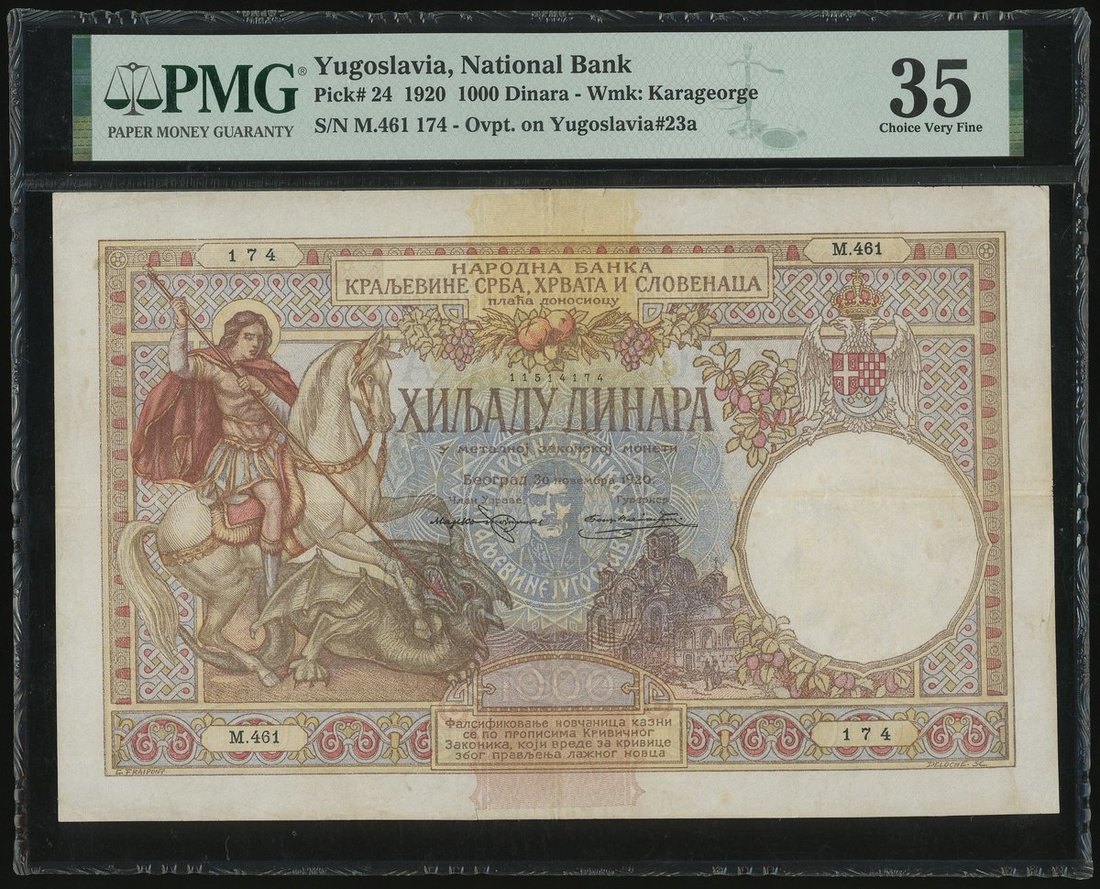 PMG®
PAPER MONEY GUARANTY
Yugoslavia, National Bank
Pick# 24 1920 1000 Dinara - Wmk: Karageorge
S/N M.461 174 - Ovpt. on Yugoslavia#23a
35
Choice Very Fine
174
M.461
НАРОДНА БАНКА
КРАЉЕВИНЕ СРБА, ХРВАТА И СЛОВЕНАЦА
плаћа доносиоцу
11514174
ХИЉАДУ ДИНАРА
у металној законској монети
Београд 30 новембра 1920.
Члан Управе
Гувернер
1000
Фалсификовање новчаница казни
се по прописима Кривичног
Законика, који вреде за кривице
због прављења лажног новца
M.461
174
G. FRAIPONT